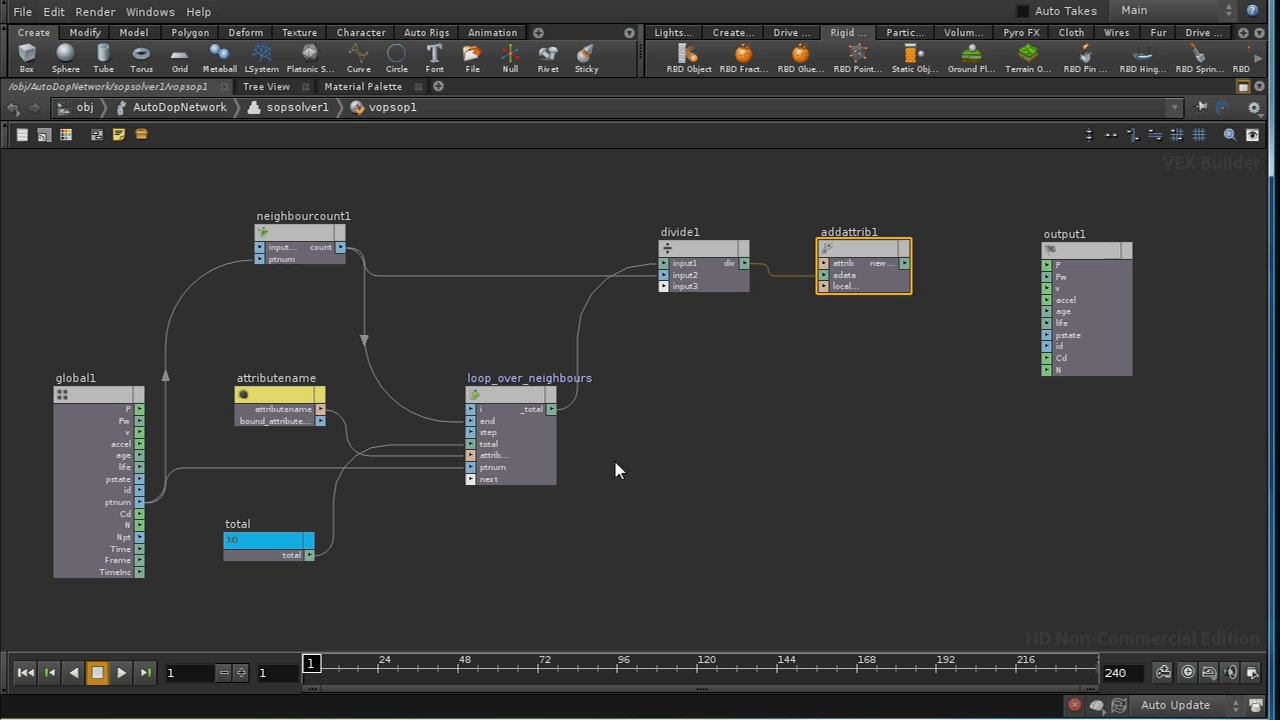 File Edit Render Windows Help Auto Takes Main
Create Modify Model Polygon Deform Texture Character Auto Rigs Animation Lights... Create... Drive ... Rigid ... Partic... Volum... Pyro FX Cloth Wires Fur Drive ...
Box Sphere Tube Torus Grid Metaball LSystem Platonic S... Curve Circle Font File Null Rivet Sticky RBD Object RBD Fract... RBD Glue... RBD Point... Static Obj... Ground Pl... Terrain O... RBD Pin ... RBD Hing... RBD Sprin... RBD
/obj/AutoDopNetwork/sopsolver1/vopsop1 Tree View Material Palette
obj AutoDopNetwork sopsolver1 vopsop1
VEX Builder
neighbourcount1
input... count
ptnum
divide1
input1 div
input2
input3
addattrib1
attrib new...
adata
local...
output1
P
Pw
v
accel
age
life
pstate
id
Cd
N
global1
P
Pw
v
accel
age
life
pstate
id
ptnum
Cd
N
Npt
Time
Frame
TimeInc
attributename
attributename
bound_attribute...
loop_over_neighbours
i _total
end
step
total
attrib...
ptnum
next
total
1.0
total
HD Non-Commercial Edition
1 1 1 24 48 72 96 120 144 168 192 216 240
Auto Update